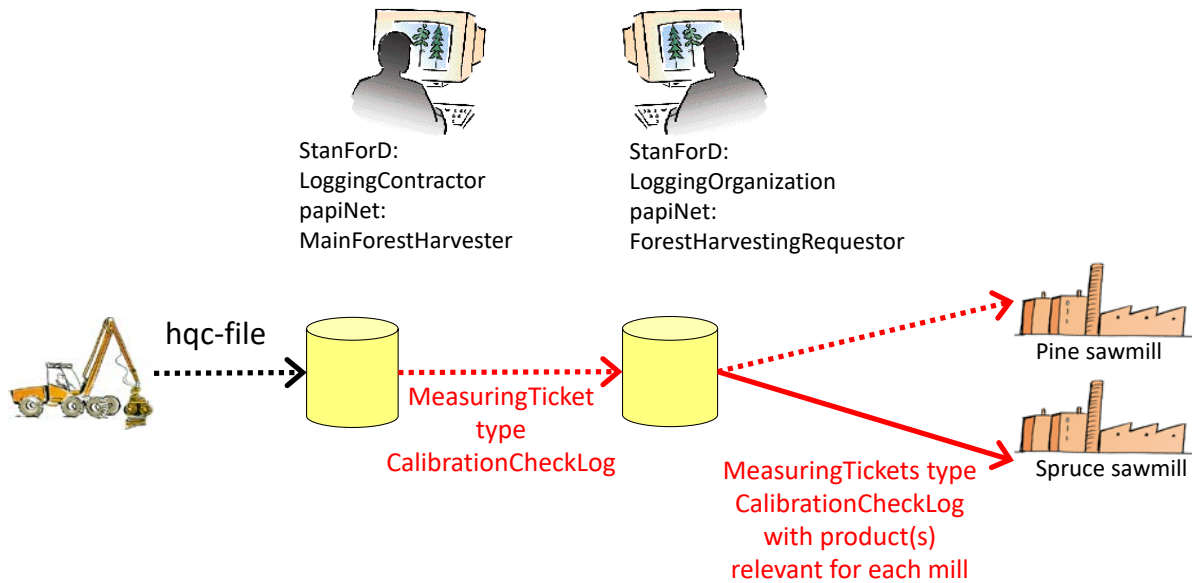 StanForD:
LoggingContractor
papiNet:
MainForestHarvester
StanForD:
LoggingOrganization
papiNet:
ForestHarvestingRequestor
hqc-file
MeasuringTicket
type
CalibrationCheckLog
Pine sawmill
Spruce sawmill
MeasuringTickets type
CalibrationCheckLog
with product(s)
relevant for each mill